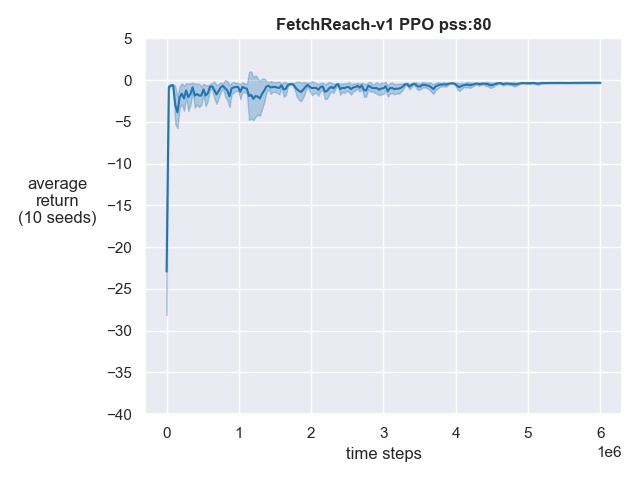 FetchReach-v1 PPO pss:80
5
0
−5
−10
−15
−20
−25
−30
−35
−40
average
return
(10 seeds)
0 1 2 3 4 5 6
1e6
time steps